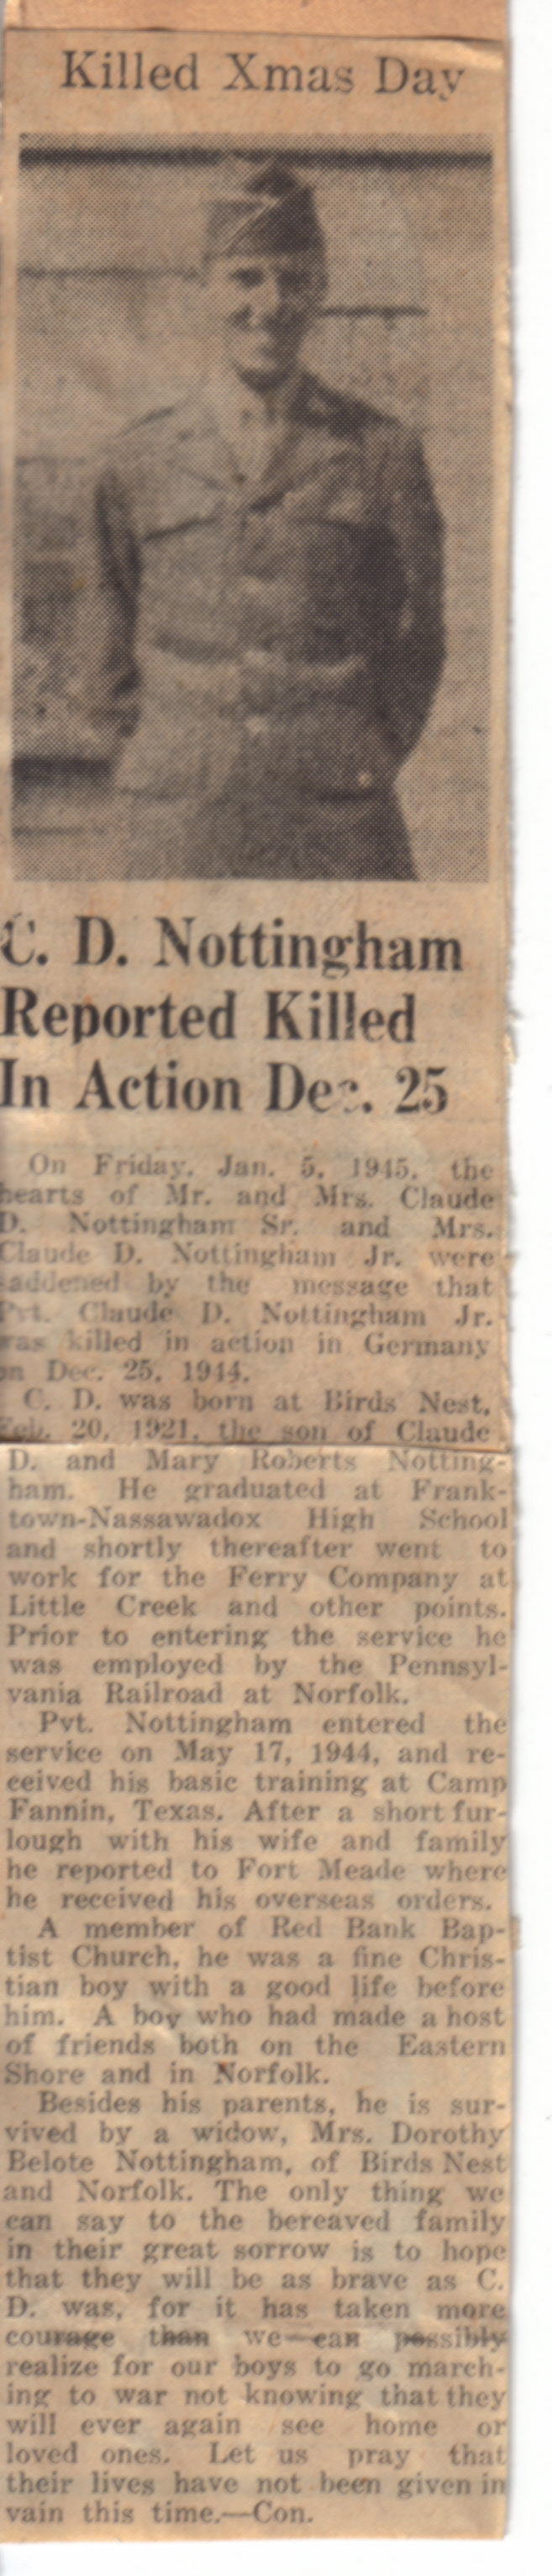 Killed Xmas Day
C. D. Nottingham
Reported Killed
In Action Dec. 25
On Friday, Jan. 5, 1945, the
hearts of Mr. and Mrs. Claude
D. Nottingham Sr. and Mrs.
Claude D. Nottingham Jr. were
saddened by the message that
Pvt. Claude D. Nottingham Jr.
was killed in action in Germany
on Dec. 25, 1944.
C. D. was born at Birds Nest,
Feb. 20, 1921, the son of Claude
D. and Mary Roberts Notting-
ham. He graduated at Frank-
town-Nassawadox High School
and shortly thereafter went to
work for the Ferry Company at
Little Creek and other points.
Prior to entering the service he
was employed by the Pennsyl-
vania Railroad at Norfolk.
Pvt. Nottingham entered the
service on May 17, 1944, and re-
ceived his basic training at Camp
Fannin, Texas. After a short fur-
lough with his wife and family
he reported to Fort Meade where
he received his overseas orders.
A member of Red Bank Bap-
tist Church, he was a fine Chris-
tian boy with a good life before
him. A boy who had made a host
of friends both on the Eastern
Shore and in Norfolk.
Besides his parents, he is sur-
vived by a widow, Mrs. Dorothy
Belote Nottingham, of Birds Nest
and Norfolk. The only thing we
can say to the bereaved family
in their great sorrow is to hope
that they will be as brave as C.
D. was, for it has taken more
courage than we can possibly
realize for our boys to go march-
ing to war not knowing that they
will ever again see home or
loved ones. Let us pray that
their lives have not been given in
vain this time.—Con.